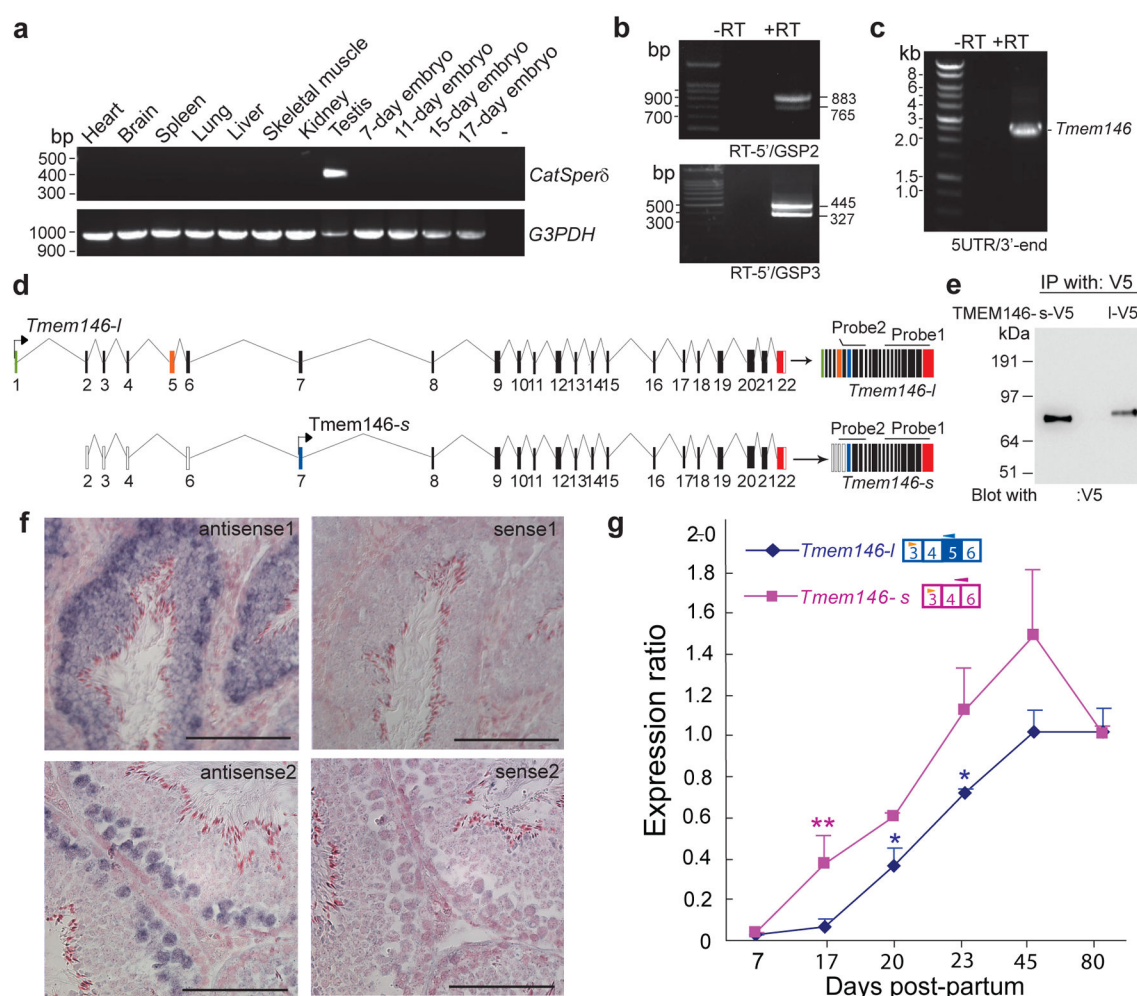 a
bp
Heart
Brain
Spleen
Lung
Liver
Skeletal muscle
Kidney
Testis
7-day embryo
11-day embryo
15-day embryo
17-day embryo
-
500
400
300
CatSperδ
1000
900
G3PDH
b
-RT +RT
bp
900
700
883
765
RT-5'/GSP2
bp
500
300
445
327
RT-5'/GSP3
c
-RT +RT
kb
8
6
4
3
2.0
1.5
1.0
Tmem146
5UTR/3'-end
d
Tmem146-l
1 2 3 4 5 6 7 8 9 10 11 12 13 14 15 16 17 18 19 20 21 22
Probe2 Probe1
Tmem146-l
Tmem146-s
2 3 4 6 7 8 9 10 11 12 13 14 15 16 17 18 19 20 21 22
Probe2 Probe1
Tmem146-s
e
IP with: V5
TMEM146- s-V5 l-V5
kDa
191
97
64
51
Blot with :V5
f
antisense1
sense1
antisense2
sense2
g
Tmem146-l 3 4 5 6
Tmem146- s 3 4 6
Expression ratio
2.0
1.8
1.6
1.4
1.2
1.0
0.8
0.6
0.4
0.2
0
**
*
*
7 17 20 23 45 80
Days post-partum